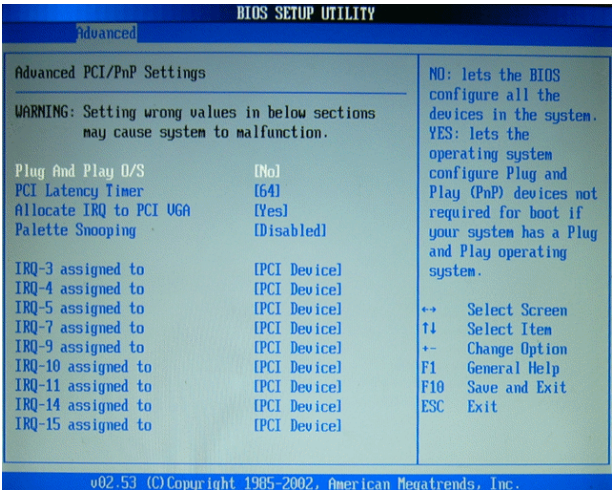 BIOS SETUP UTILITY
Advanced
Advanced PCI/PnP Settings
WARNING: Setting wrong values in below sections
may cause system to malfunction.
Plug And Play O/S [No]
PCI Latency Timer [64]
Allocate IRQ to PCI VGA [Yes]
Palette Snooping [Disabled]
IRQ-3 assigned to [PCI Device]
IRQ-4 assigned to [PCI Device]
IRQ-5 assigned to [PCI Device]
IRQ-7 assigned to [PCI Device]
IRQ-9 assigned to [PCI Device]
IRQ-10 assigned to [PCI Device]
IRQ-11 assigned to [PCI Device]
IRQ-14 assigned to [PCI Device]
IRQ-15 assigned to [PCI Device]
NO: lets the BIOS
configure all the
devices in the system.
YES: lets the
operating system
configure Plug and
Play (PnP) devices not
required for boot if
your system has a Plug
and Play operating
system.
↔ Select Screen
↑↓ Select Item
+- Change Option
F1 General Help
F10 Save and Exit
ESC Exit
v02.53 (C)Copyright 1985-2002, American Megatrends, Inc.